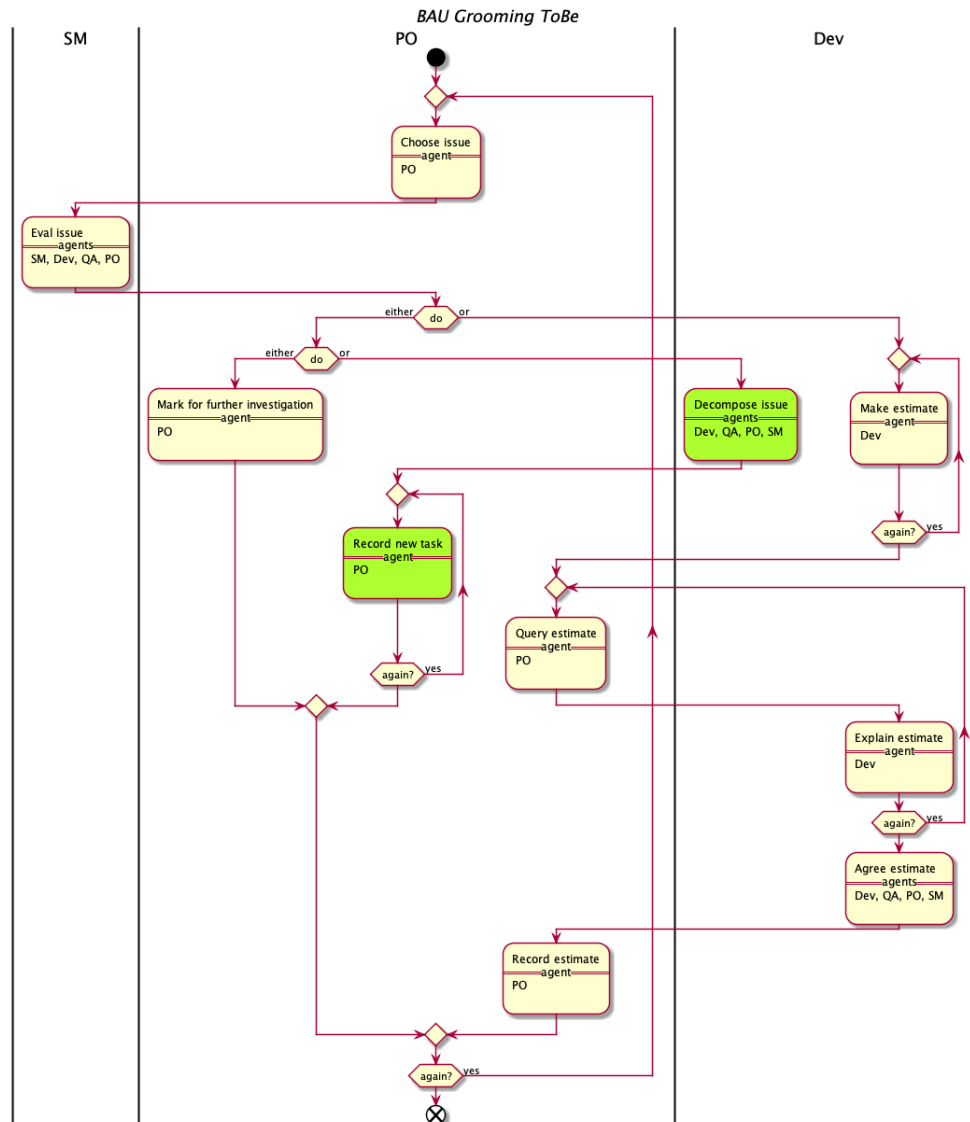 BAU Grooming ToBe
SM
PO
Dev
Choose issue
agent
PO
Eval issue
agents
SM, Dev, QA, PO
either
do
or
either
do
or
Mark for further investigation
agent
PO
Decompose issue
agents
Dev, QA, PO, SM
Make estimate
agent
Dev
Record new task
agent
PO
again?
yes
Query estimate
agent
PO
again?
yes
Explain estimate
agent
Dev
again?
yes
Agree estimate
agents
Dev, QA, PO, SM
Record estimate
agent
PO
again?
yes